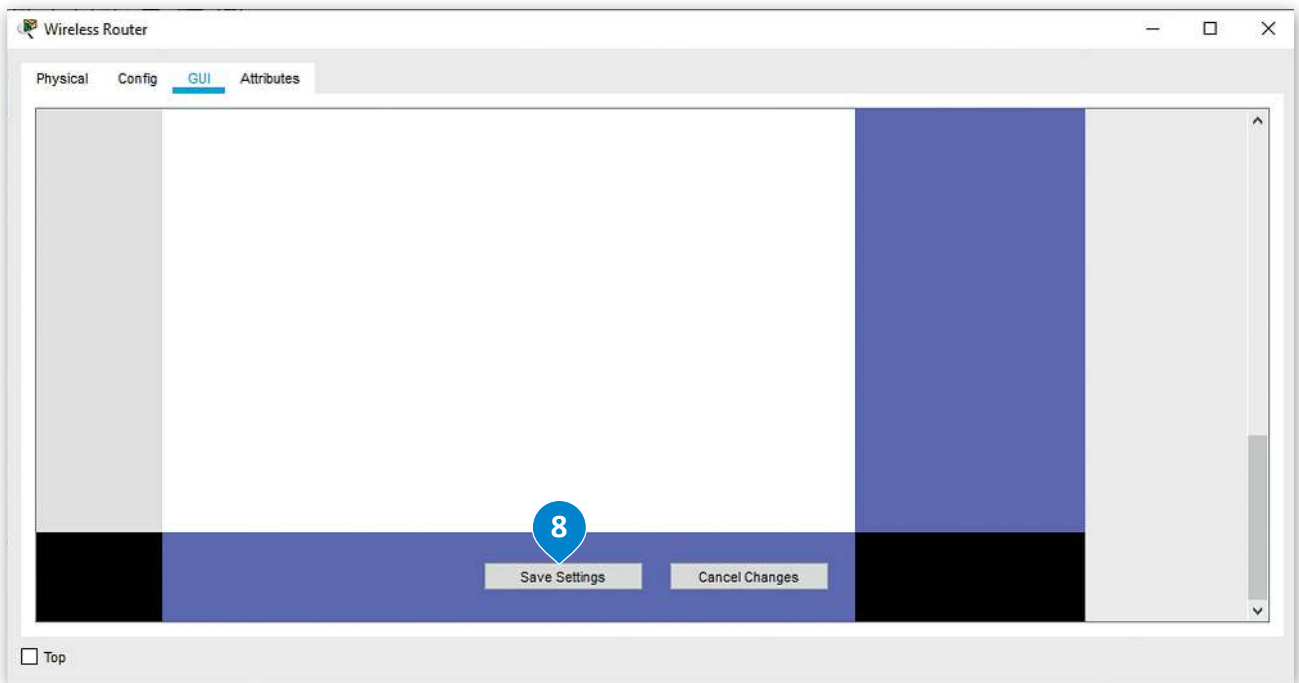 Wireless Router
Physical Config GUI Attributes
8
Save Settings Cancel Changes
Top